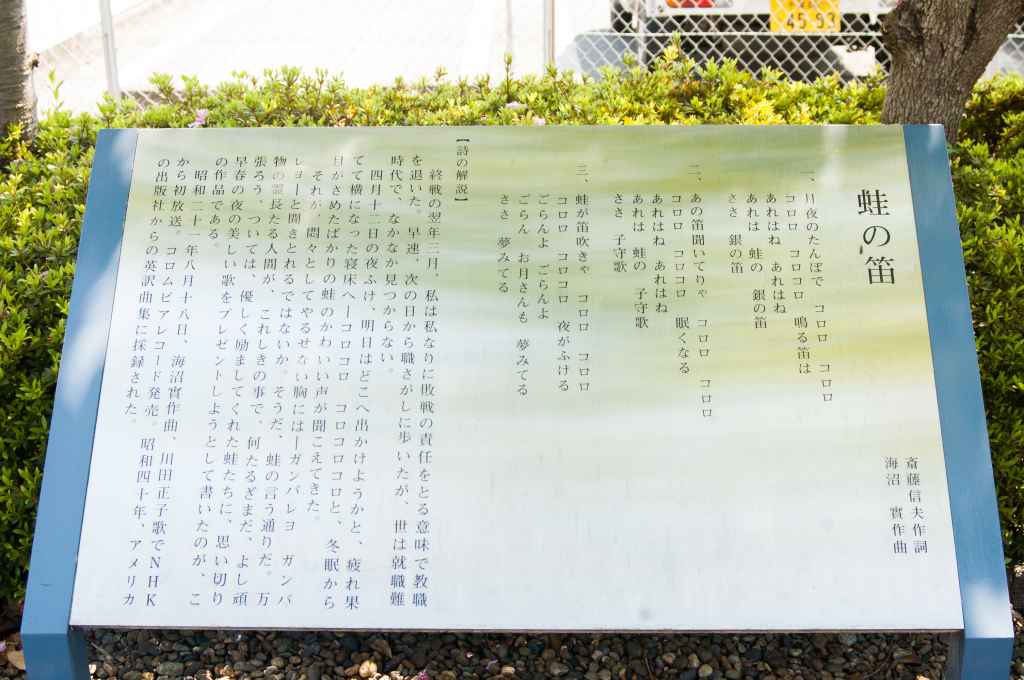 蛙の笛
斎藤信夫作詞
海沼　實作曲
一、月夜のたんぼで　コロロ　コロロ
コロロ　コロコロ　鳴る笛は
あれはね　あれはね
あれは　蛙の　銀の笛
ささ　銀の笛
二、あの笛聞いてりゃ　コロロ　コロロ
コロロ　コロコロ　眠くなる
あれはね　あれはね
あれは　蛙の　子守歌
ささ　子守歌
三、蛙が笛吹きゃ　コロロ　コロロ
コロロ　コロコロ　夜がふける
ごらんよ　ごらんよ
ごらん　お月さんも　夢みてる
ささ　夢みてる
【詩の解説】
終戦の翌年三月。私は私なりに敗戦の責任をとる意味で教職
を退いた。早速、次の日から職さがしに歩いたが、世は就職難
時代で、なかなか見つからない。
四月十二日の夜ふけ、明日はどこへ出かけようかと、疲れ果
てて横になった寝床へーコロコロ　コロコロコロと、冬眠から
目がさめたばかりの蛙のかわいい声が聞こえてきた。
それが、悶々としてやるせない胸にはーガンバレヨ　ガンバ
レヨーと聞きとれるではないか。そうだ、蛙の言う通りだ。万
物の霊長たる人間が、これしきの事で、何たるざまだ、よし頑
張ろう、ついては、優しく励ましてくれた蛙たちに、思い切り
早春の夜の美しい歌をプレゼントしようとして書いたのが、こ
の作品である。
昭和二十一年八月十八日、海沼實作曲、川田正子歌でNHK
から初放送、コロムビアレコード発売。昭和四十年、アメリカ
の出版社からの英訳曲集に採録された。
45 93